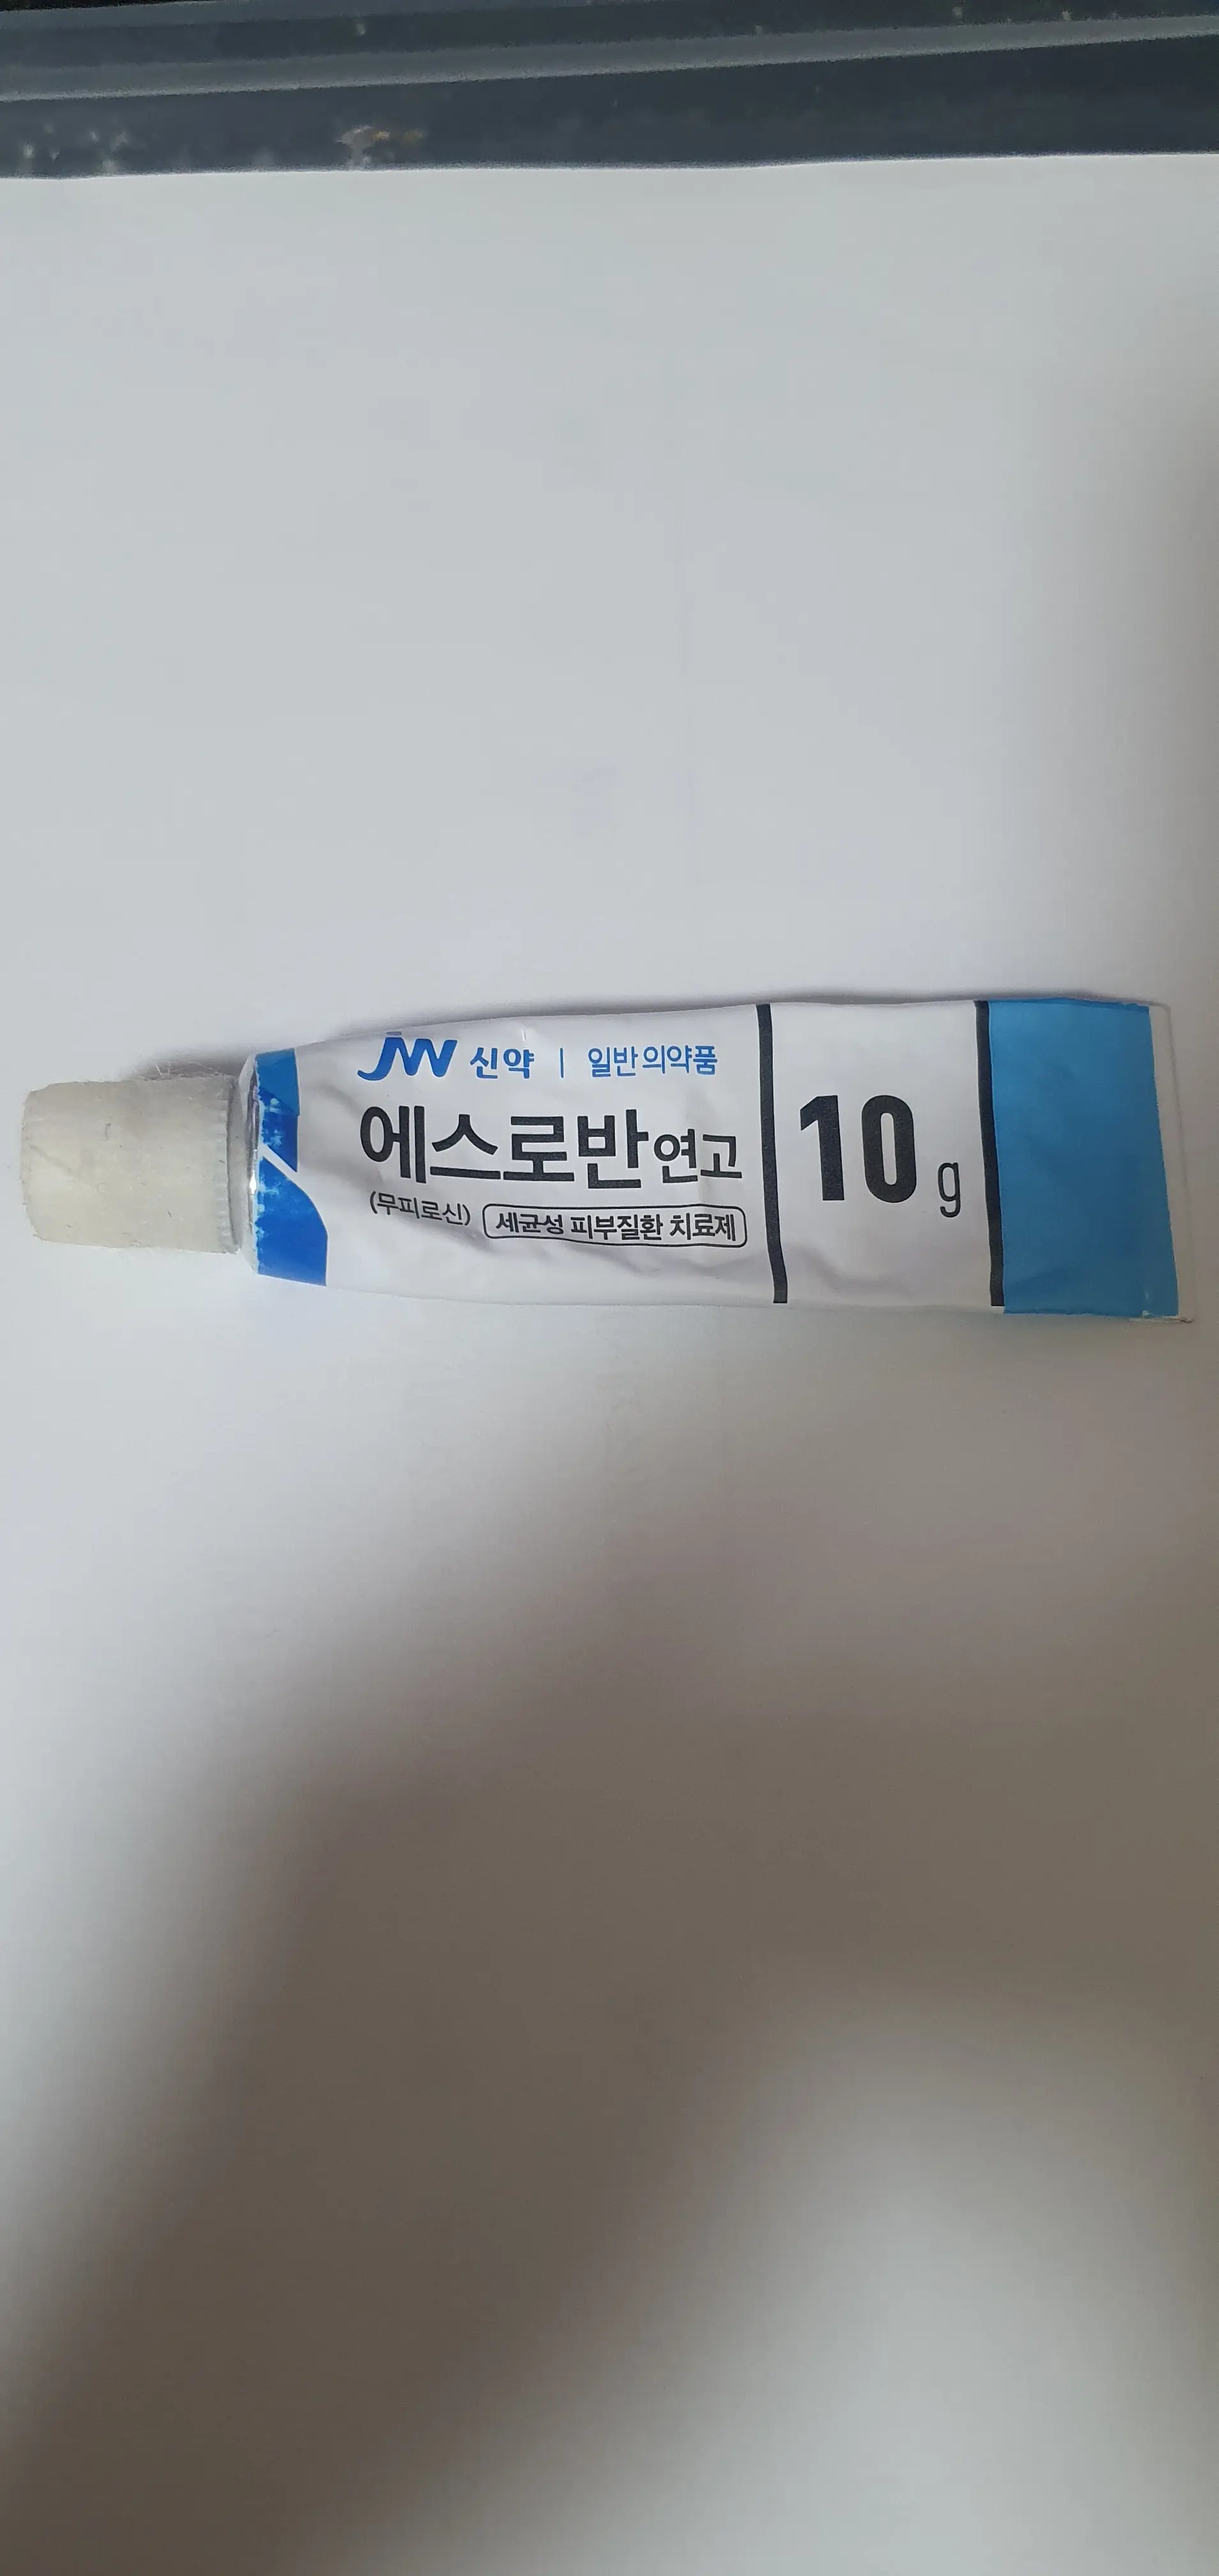 JW 신약 | 일반의약품
에스로반연고
(무피로신) 세균성 피부질환 치료제
10g